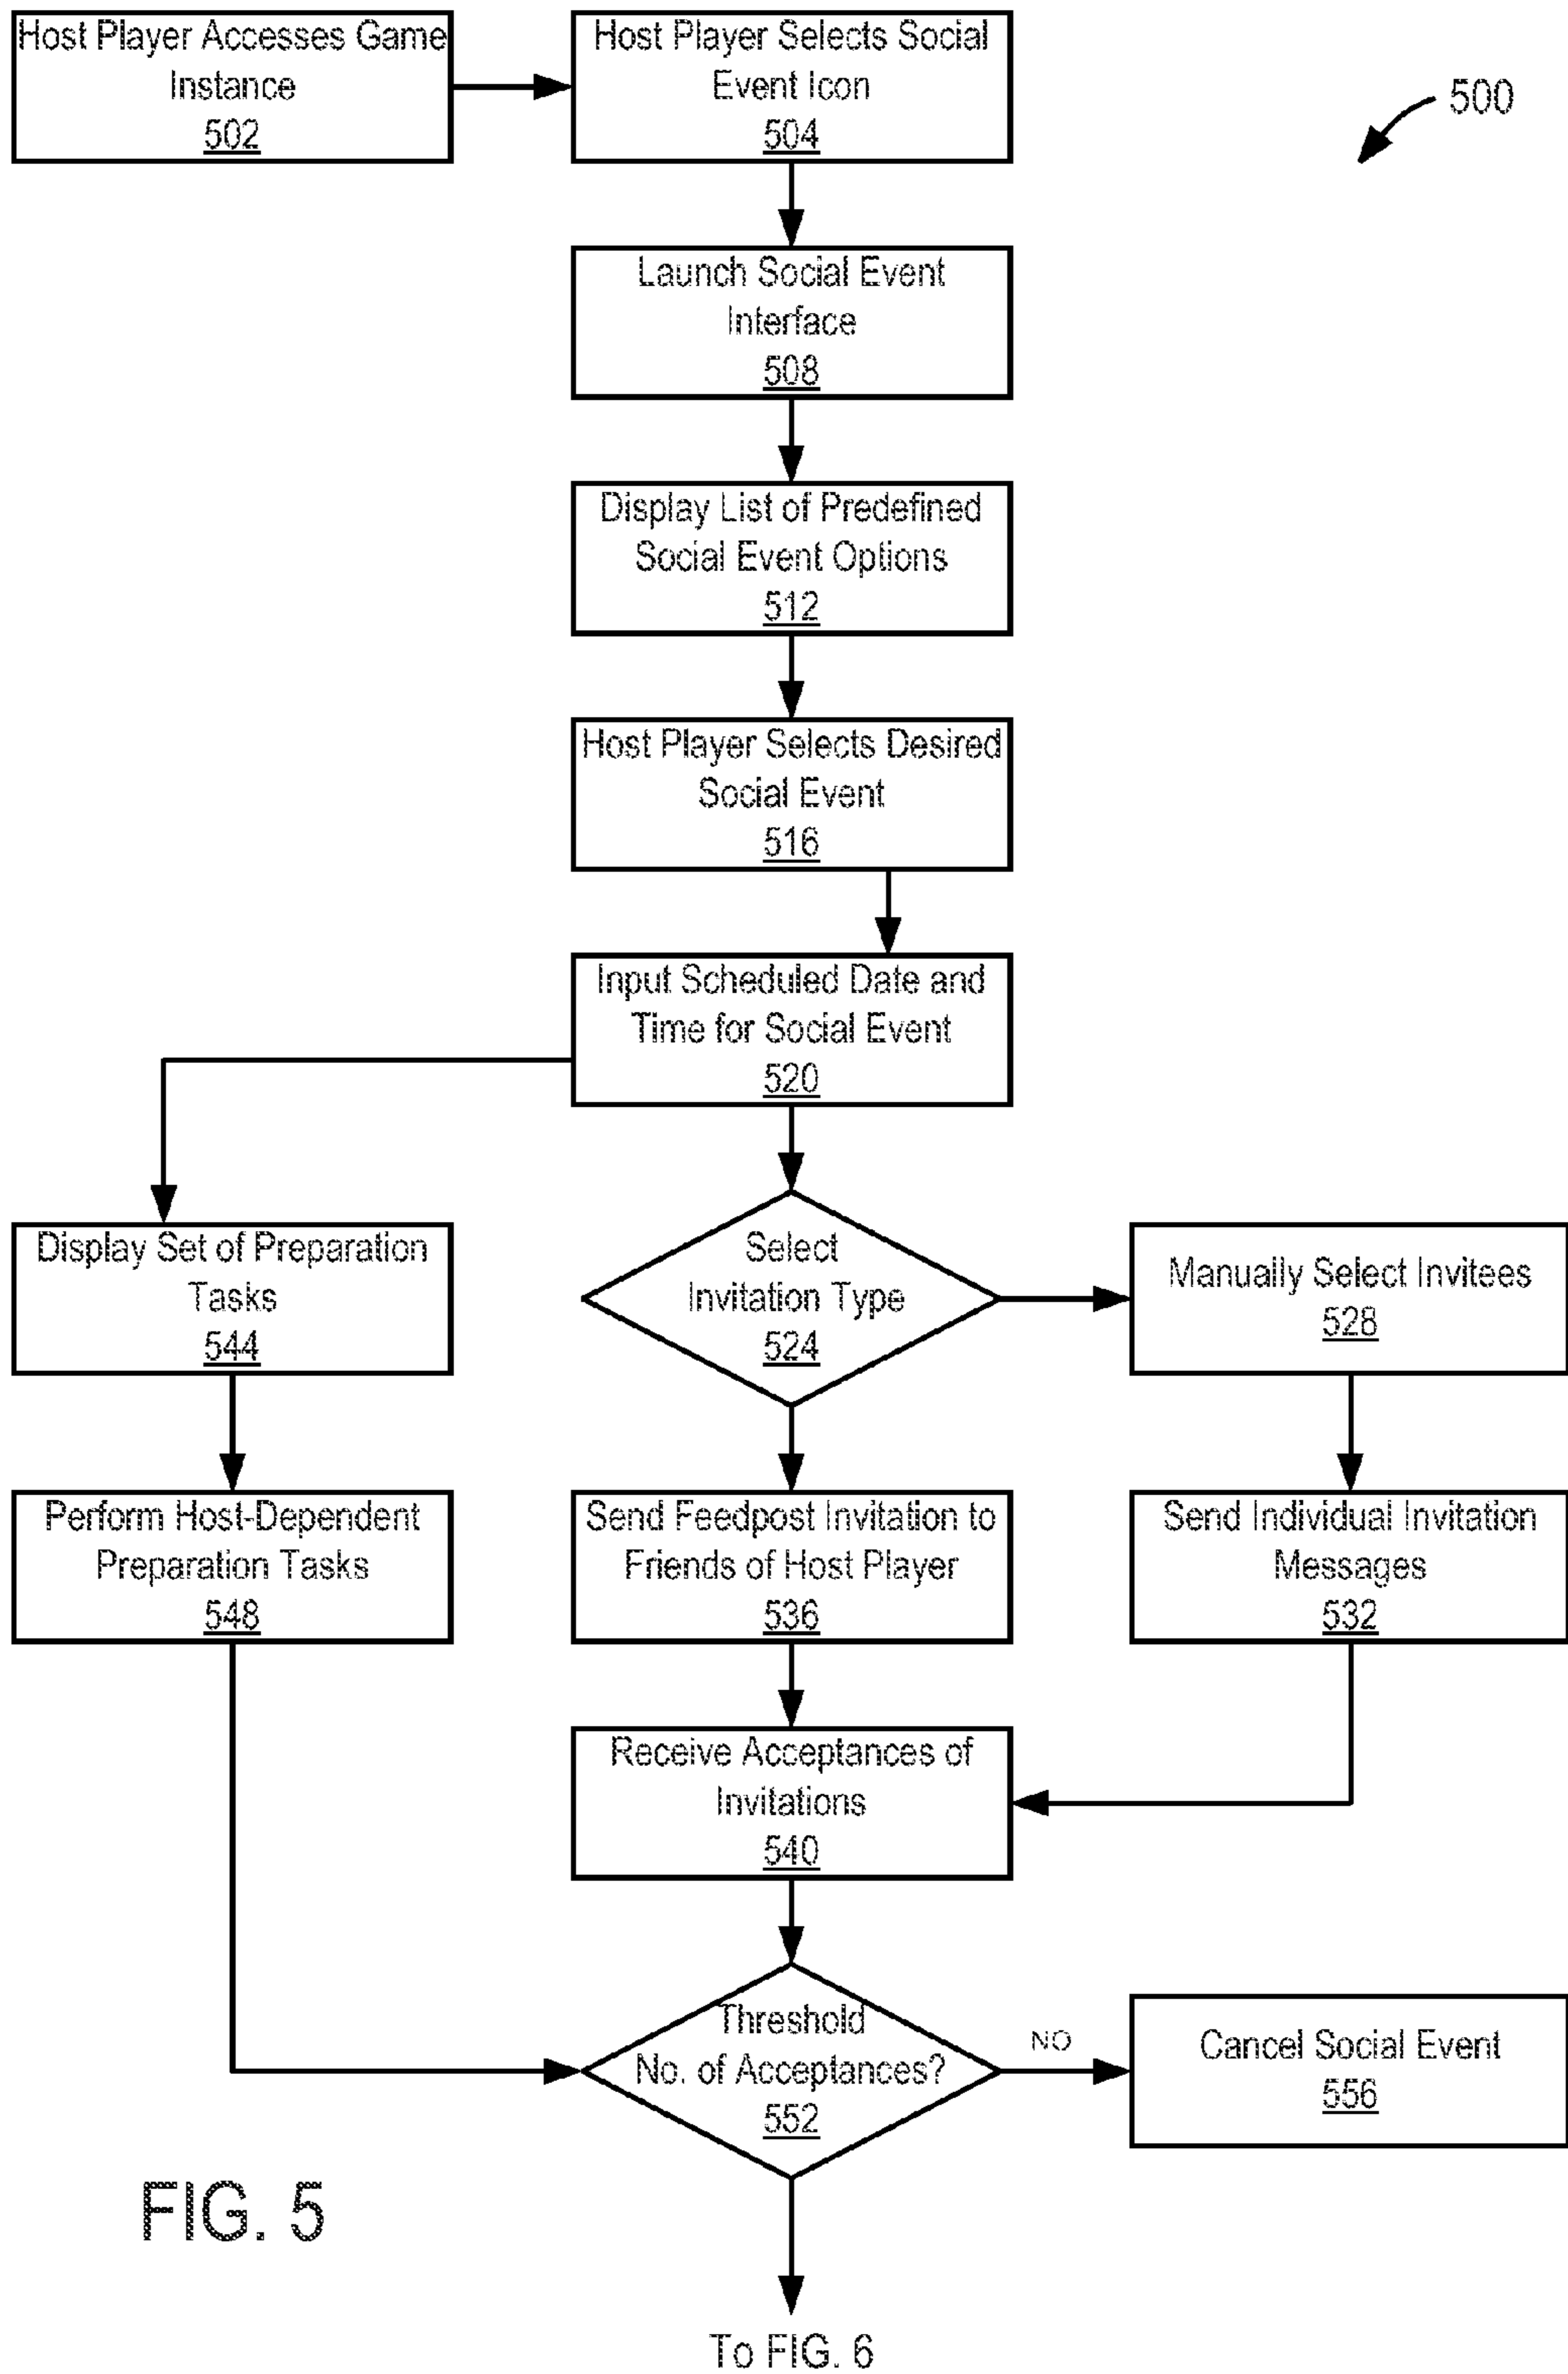 Host Player Accesses Game
Instance
502
Host Player Selects Social
Event Icon
504
500
Launch Social Event
Interface
508
Display List of Predefined
Social Event Options
512
Host Player Selects Desired
Social Event
516
Input Scheduled Date and
Time for Social Event
520
Display Set of Preparation
Tasks
544
Select
Invitation Type
524
Manually Select Invitees
528
Perform Host-Dependent
Preparation Tasks
548
Send Feedpost Invitation to
Friends of Host Player
536
Send Individual Invitation
Messages
532
Receive Acceptances of
Invitations
540
Threshold
No. of Acceptances?
552
NO
Cancel Social Event
556
FIG. 5
To FIG. 6